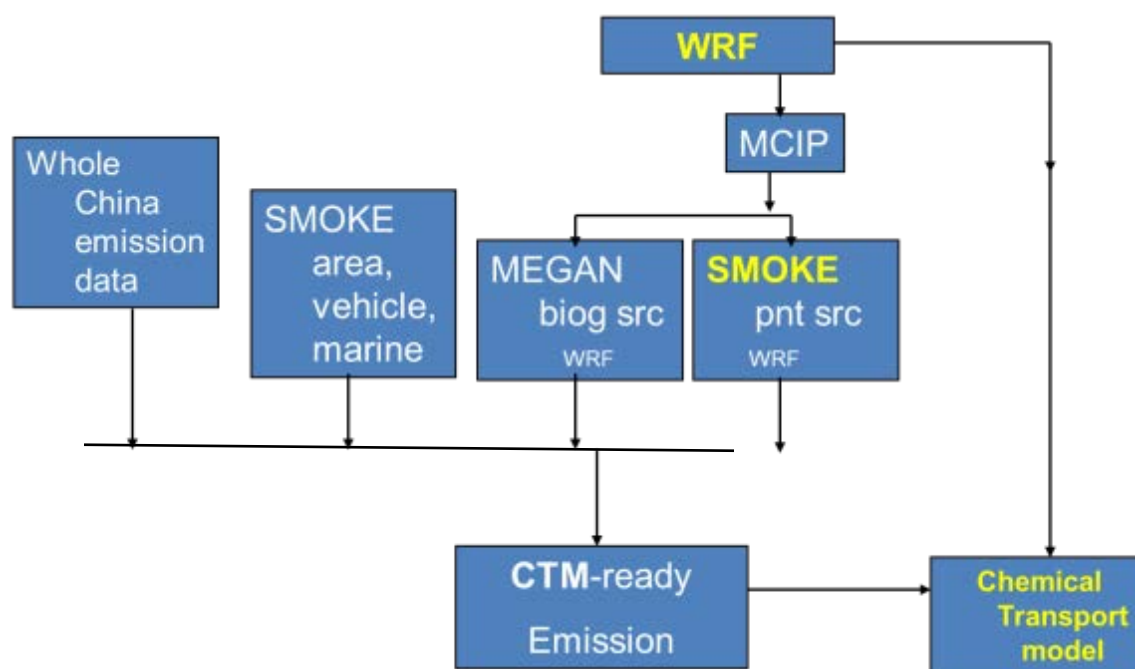 WRF
MCIP
Whole
China
emission
data
SMOKE
area,
vehicle,
marine
MEGAN
biog src
WRF
SMOKE
pnt src
WRF
CTM-ready
Emission
Chemical
Transport
model